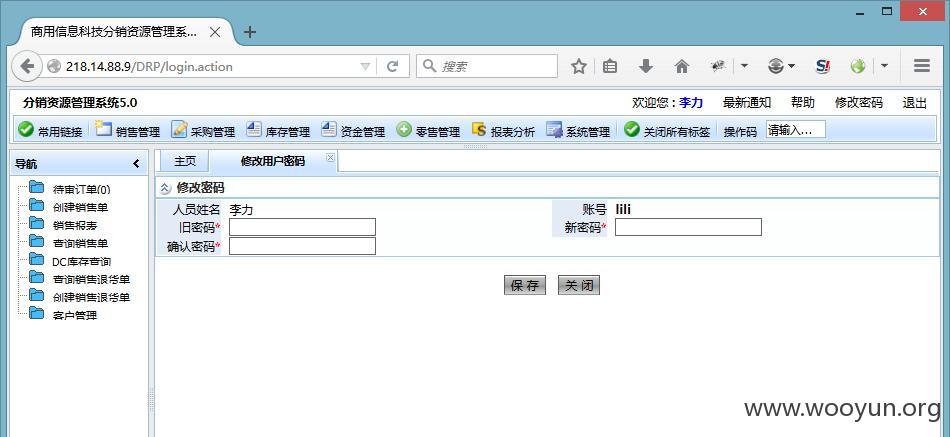 商用信息科技分销资源管理系...
218.14.88.9/DRP/login.action
搜索
分销资源管理系统5.0
欢迎您：李力 最新通知 帮助 修改密码 退出
常用链接 销售管理 采购管理 库存管理 资金管理 零售管理 报表分析 系统管理 关闭所有标签 操作码 请输入...
导航
主页 修改用户密码
待审订单(0)
创建销售单
销售报表
查询销售单
DC库存查询
查询销售退货单
创建销售退货单
客户管理
修改密码
人员姓名 李力 账号 lili
旧密码* 新密码*
确认密码*
保存 关闭
www.wooyun.org